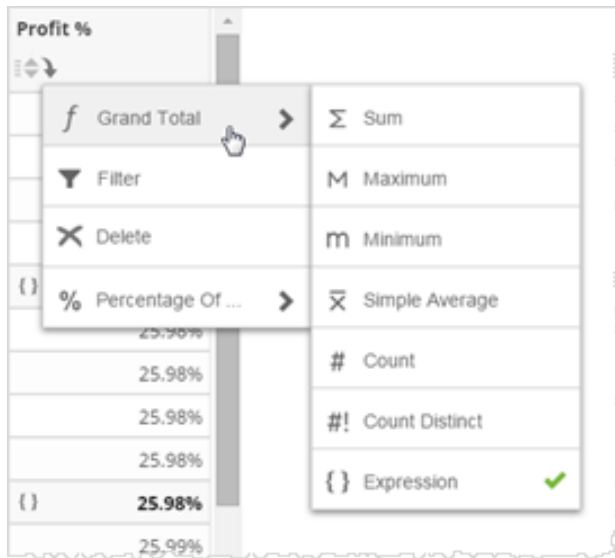 Profit %
f Grand Total
Filter
Delete
% Percentage Of ...
Σ Sum
M Maximum
m Minimum
x̅ Simple Average
# Count
#! Count Distinct
{ } Expression
{ }
25.98%
25.98%
25.98%
25.98%
{ } 25.98%
25.99%